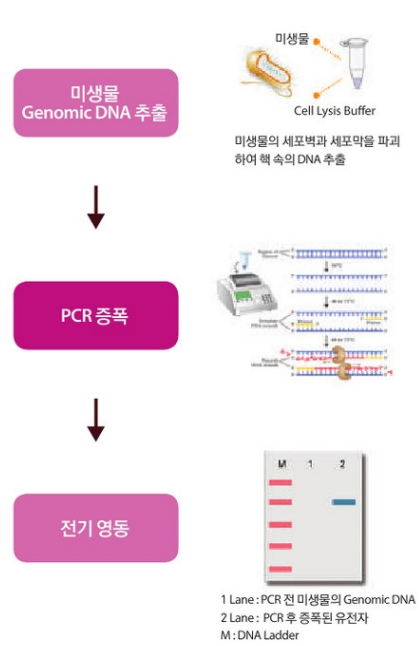 미생물
Genomic DNA 추출
미생물
Cell Lysis Buffer
미생물의 세포벽과 세포막을 파괴
하여 핵 속의 DNA 추출
PCR 증폭
전기 영동
M 1 2
1 Lane : PCR 전 미생물의 Genomic DNA
2 Lane : PCR 후 증폭된 유전자
M : DNA Ladder